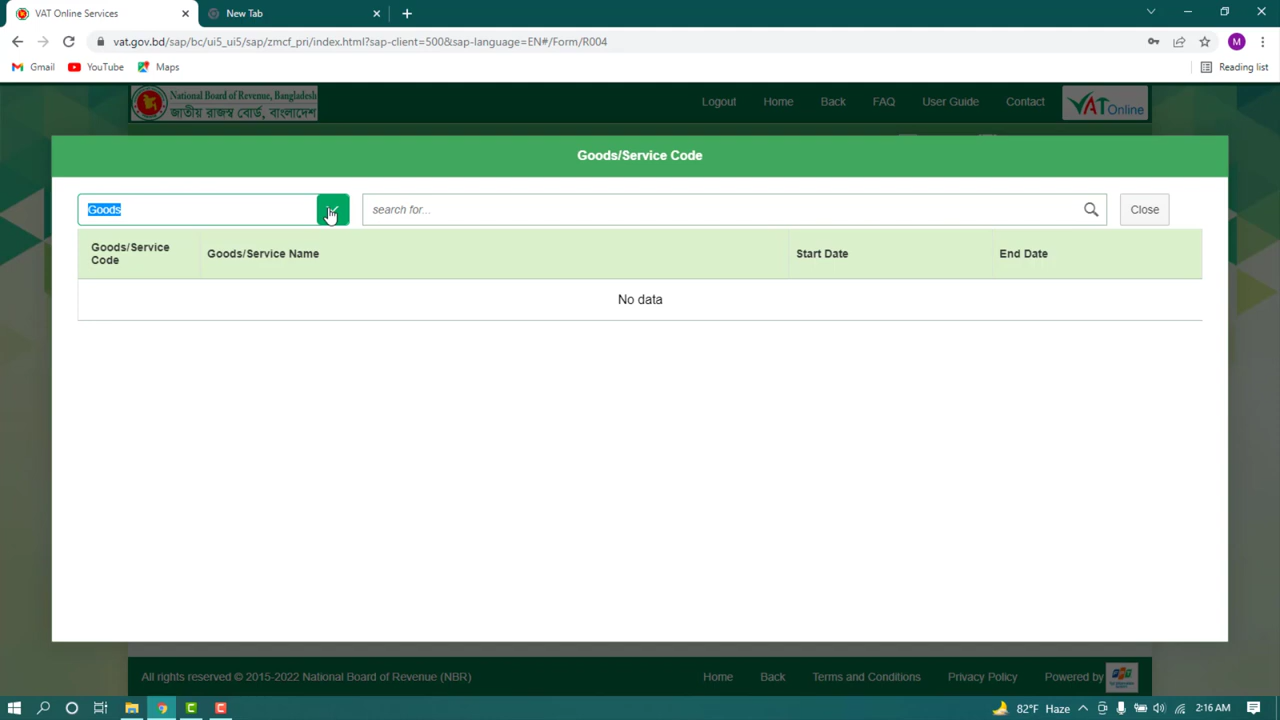 VAT Online Services
New Tab
vat.gov.bd/sap/bc/ui5_ui5/sap/zmcf_pri/index.html?sap-client=500&sap-language=EN#/Form/R004
M
Gmail
YouTube
Maps
Reading list
National Board of Revenue, Bangladesh
জাতীয় রাজস্ব বোর্ড, বাংলাদেশ
Logout
Home
Back
FAQ
User Guide
Contact
VAT Online
Goods/Service Code
Goods
search for...
Close
Goods/Service
Code
Goods/Service Name
Start Date
End Date
No data
All rights reserved © 2015-2022 National Board of Revenue (NBR)
Home
Back
Terms and Conditions
Privacy Policy
Powered by
FPT
82°F Haze
2:16 AM